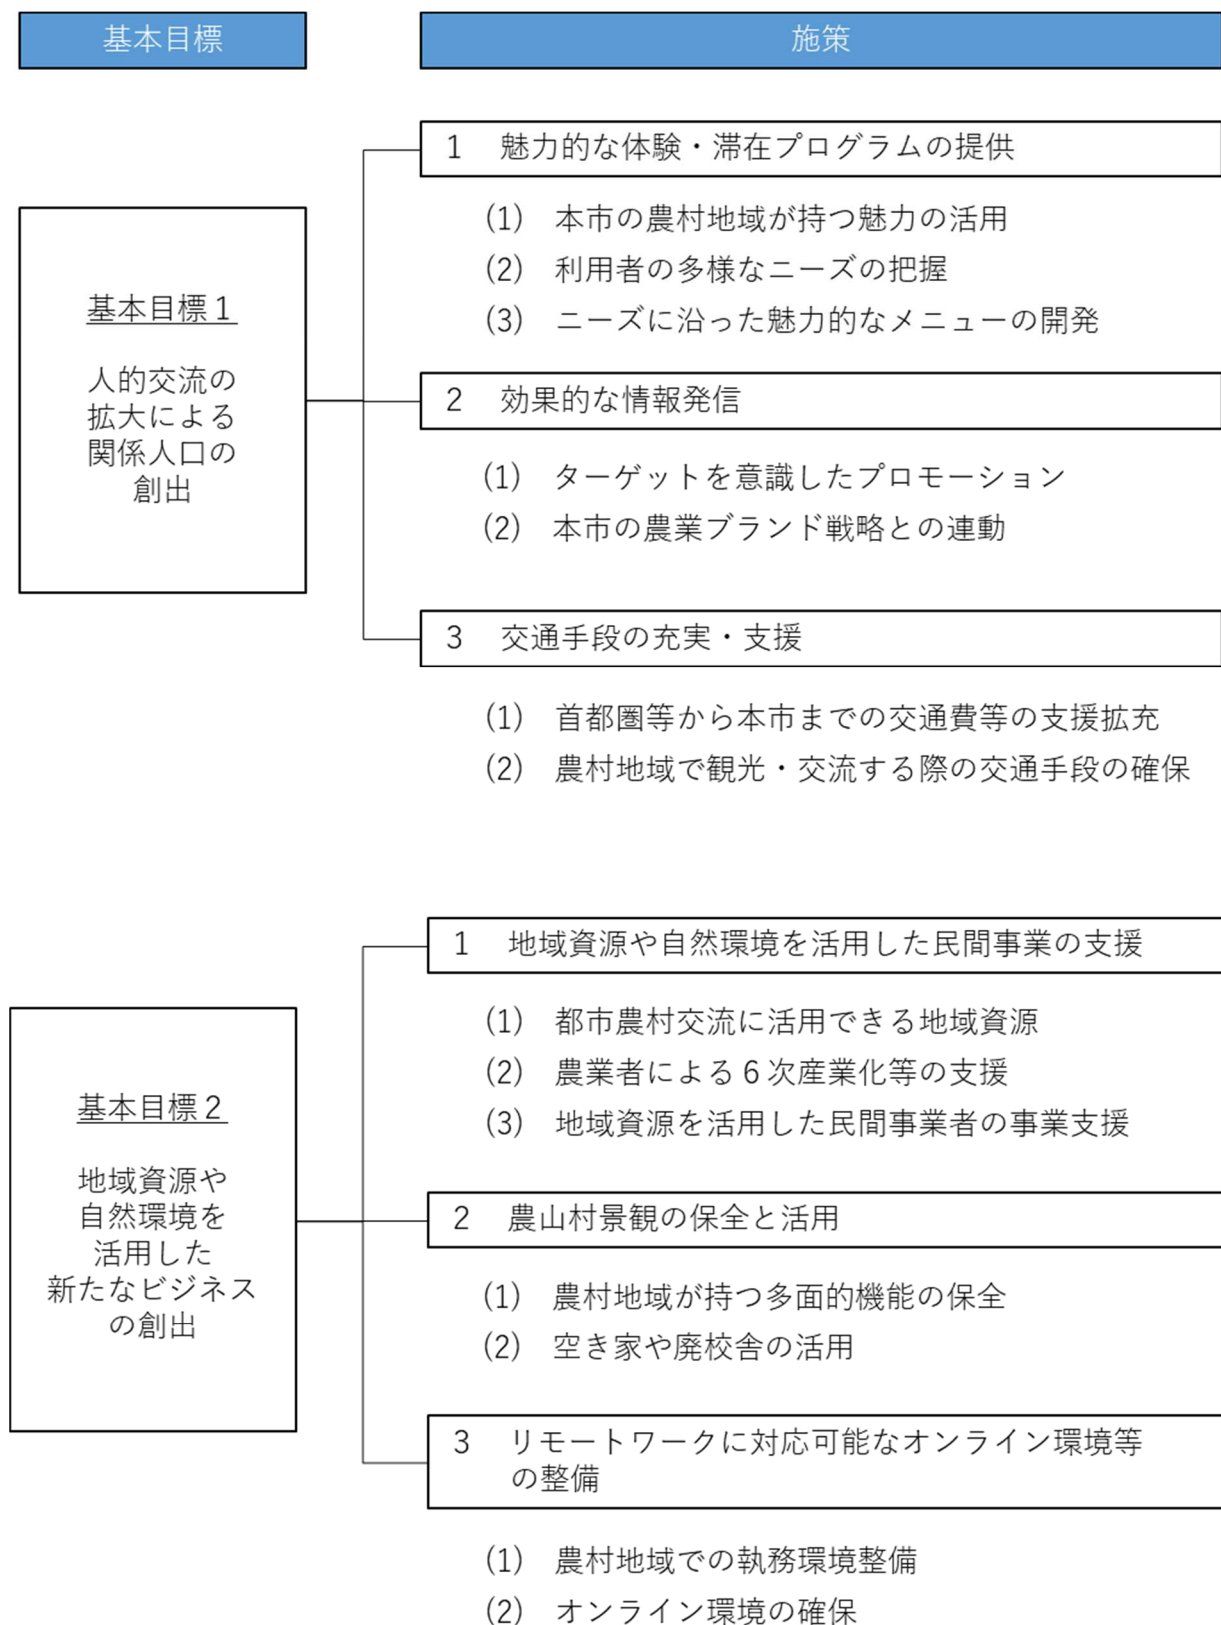 基本目標
施策
基本目標１
人的交流の
拡大による
関係人口の
創出
1 魅力的な体験・滞在プログラムの提供
(1) 本市の農村地域が持つ魅力の活用
(2) 利用者の多様なニーズの把握
(3) ニーズに沿った魅力的なメニューの開発
2 効果的な情報発信
(1) ターゲットを意識したプロモーション
(2) 本市の農業ブランド戦略との連動
3 交通手段の充実・支援
(1) 首都圏等から本市までの交通費等の支援拡充
(2) 農村地域で観光・交流する際の交通手段の確保
基本目標２
地域資源や
自然環境を
活用した
新たなビジネス
の創出
1 地域資源や自然環境を活用した民間事業の支援
(1) 都市農村交流に活用できる地域資源
(2) 農業者による６次産業化等の支援
(3) 地域資源を活用した民間事業者の事業支援
2 農山村景観の保全と活用
(1) 農村地域が持つ多面的機能の保全
(2) 空き家や廃校舎の活用
3 リモートワークに対応可能なオンライン環境等
の整備
(1) 農村地域での執務環境整備
(2) オンライン環境の確保